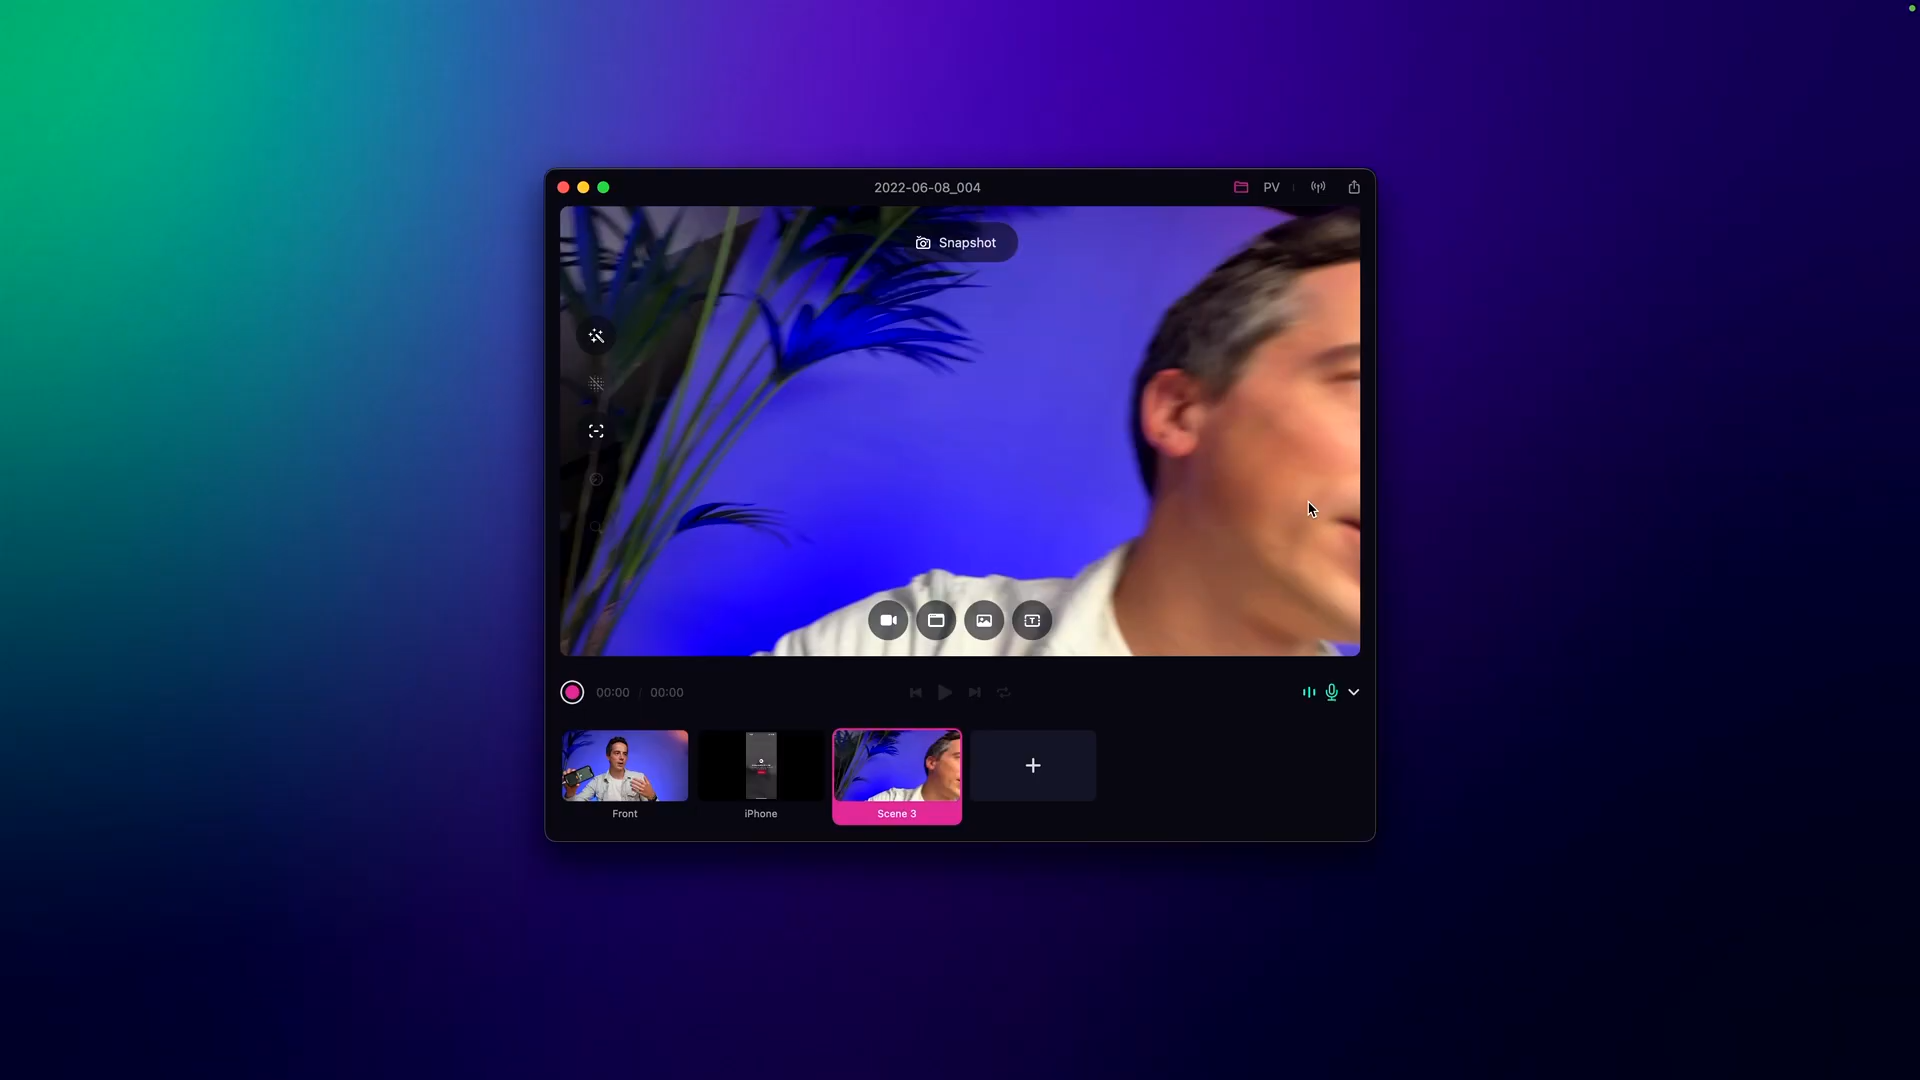 2022-06-08_004
PV
Snapshot
00:00 / 00:00
Front
iPhone
Scene 3